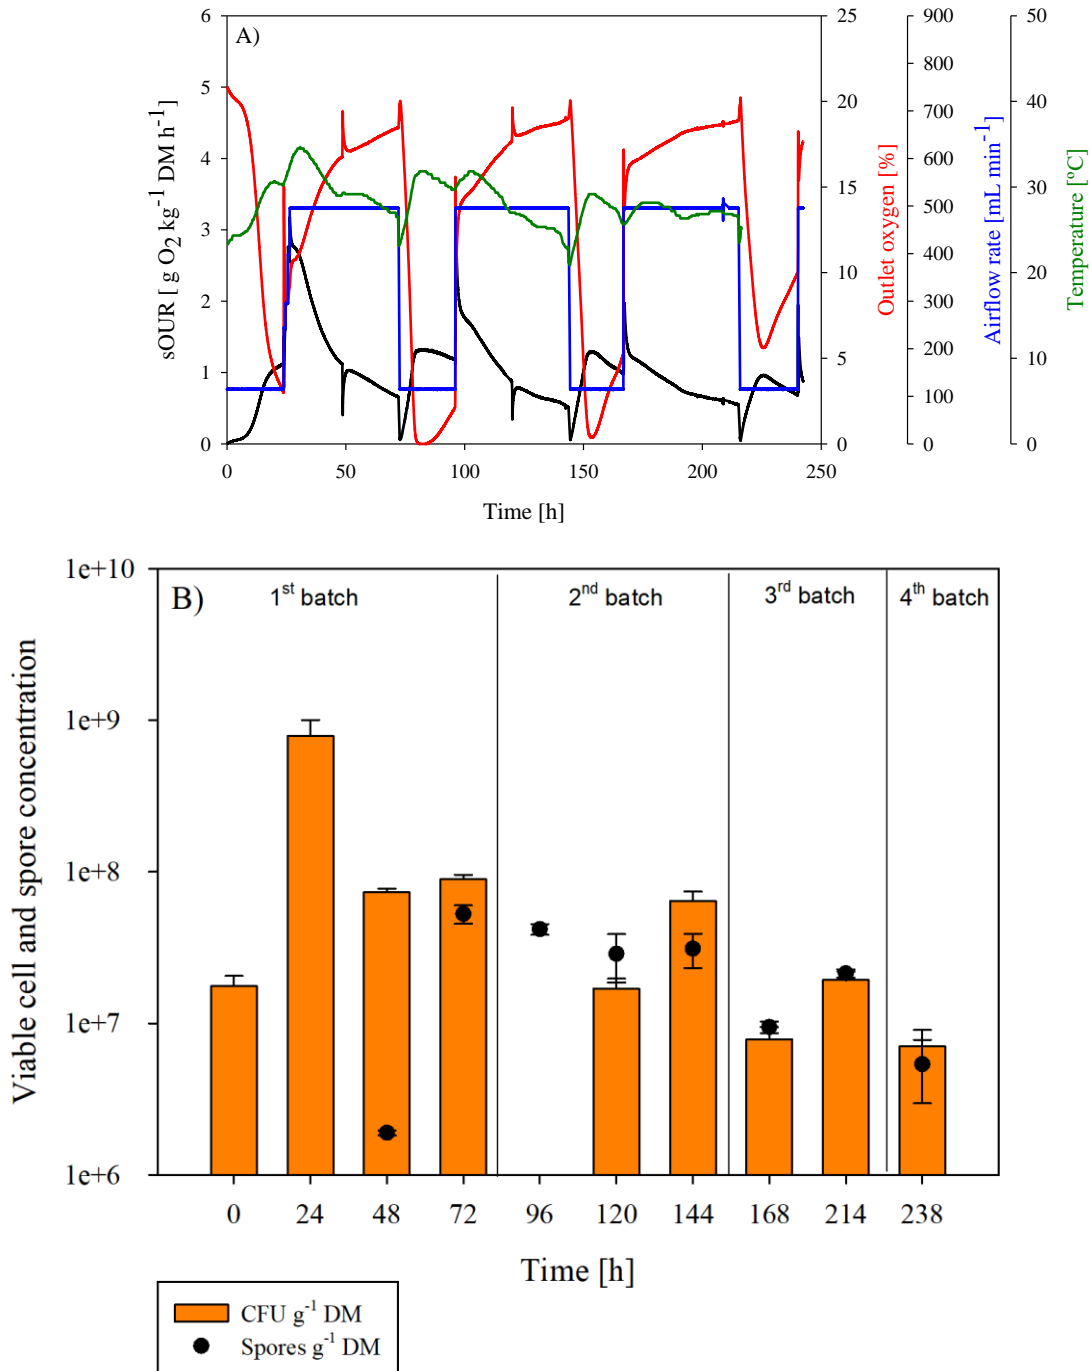 A)
6
5
4
3
2
1
0
sOUR [ g O2 kg-1 DM h-1]
0 50 100 150 200 250
Time [h]
25
20
15
10
5
0
Outlet oxygen [%]
900
800
700
600
500
400
300
200
100
0
Airflow rate [mL min-1]
50
40
30
20
10
0
Temperature [ºC]
B)
1st batch 2nd batch 3rd batch 4th batch
1e+10
1e+9
1e+8
1e+7
1e+6
Viable cell and spore concentration
0 24 48 72 96 120 144 168 214 238
Time [h]
CFU g-1 DM
Spores g-1 DM